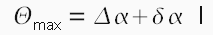 Θmax = Δα+δα I